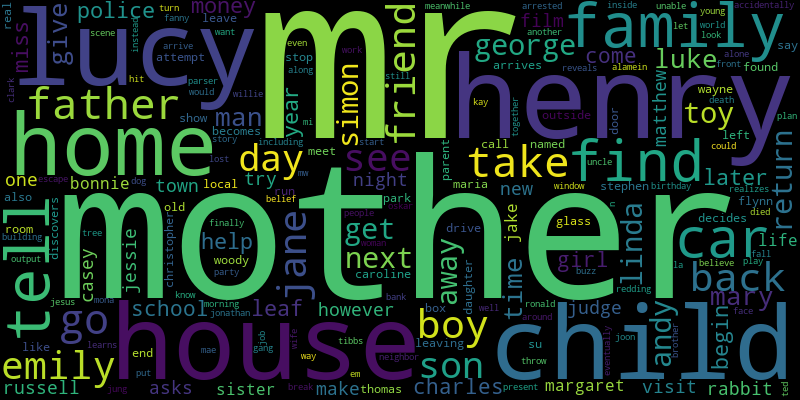 real
miss
clark
police
turn
fanny
instead
scene
young
money
leave
want
arrive
attempt
lucy
give
mr
friend
film
meanwhile
arrested
another
inside
unable
let
world
look
accidentally
family
say
george
arrives
come
reveals
alone
front
found
luke
alamein
hit
parser
would
willie
even
along
stop
work
still
simon
year
henry
kay
together
outside
door
matthew
wayne
death
plan
toy
left
could
father
show
man
becomes
story
lost
including
mi
home
day
see
take
find
uncle
later
return
meet
start
call
named
one
escape
bonnie
dog
town
local
try
run
night
parent
maria
new
window
stephen
birthday
flynn
realizes
also
old
belief
mw
park
oscar
decides
died
room
building
tell
discovers
tree
christopher
finally
help
woody
party
mother
get
people
woman
next
away
drive
jake
glass
girl
buzz
n
linda
car
life
believe
play
fall
la
output
casey
jessie
know
jane
caroline
daughter
time
redding
back
jesus
mona
morning
jonathan
bank
box
well
ronald
around
joon
andy
brother
mary
face
go
school
leaf
however
boy
leaving
su
judge
begin
like
learns
house
job
gang
wife
tibbs
neighbor
son
end
mae
way
throw
eventually
child
emily
put
jung
em
russell
asks
sister
break
make
thomas
charles
present
margaret
visit
rabbit
ted